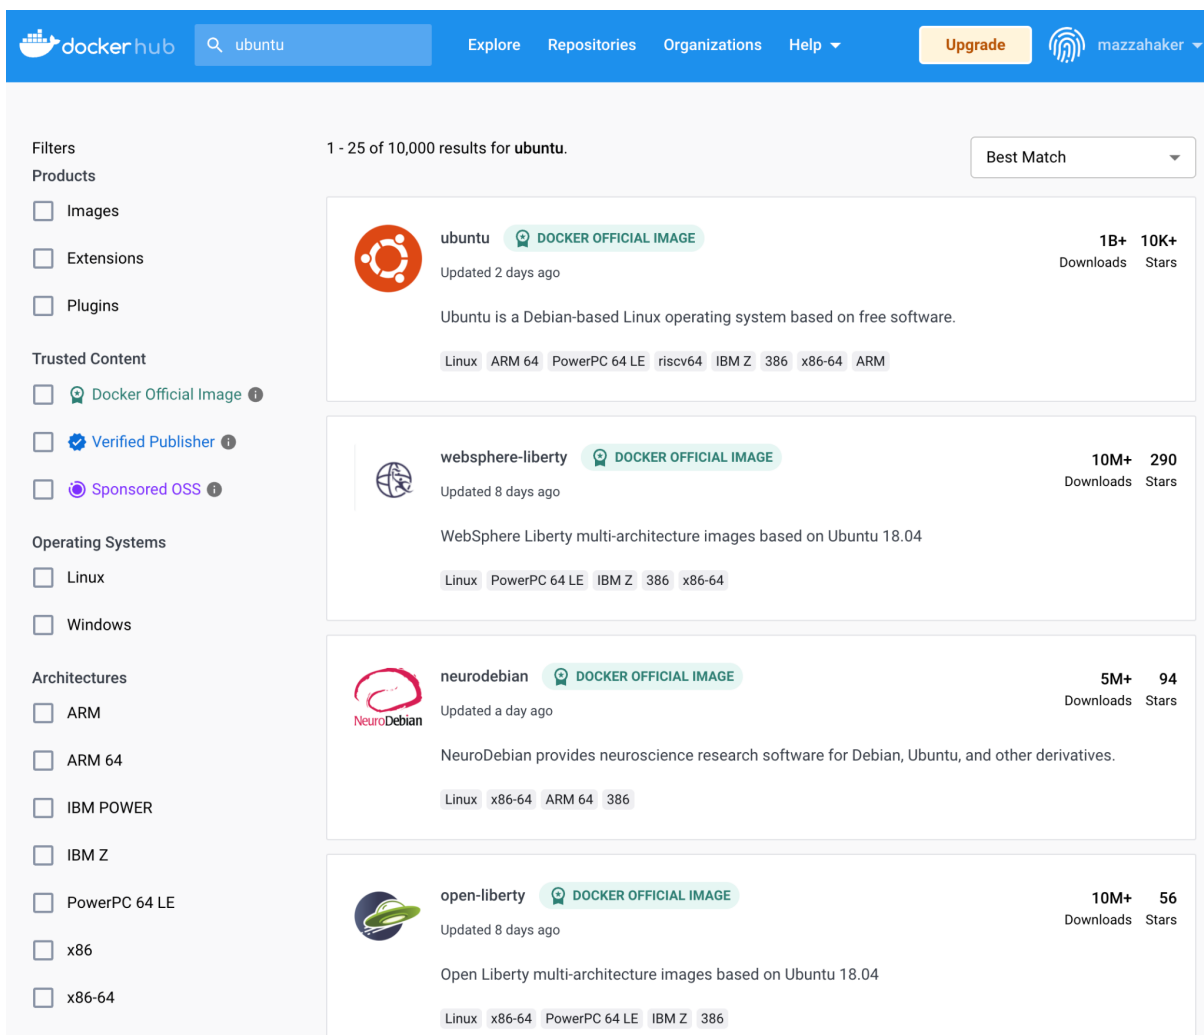 dockerhub
ubuntu
Explore Repositories Organizations Help
Upgrade
mazzahaker
Filters
Products
Images
Extensions
Plugins
Trusted Content
Docker Official Image
Verified Publisher
Sponsored OSS
Operating Systems
Linux
Windows
Architectures
ARM
ARM 64
IBM POWER
IBM Z
PowerPC 64 LE
x86
x86-64
1 - 25 of 10,000 results for ubuntu.
Best Match
ubuntu DOCKER OFFICIAL IMAGE
Updated 2 days ago
1B+ 10K+
Downloads Stars
Ubuntu is a Debian-based Linux operating system based on free software.
Linux ARM 64 PowerPC 64 LE riscv64 IBM Z 386 x86-64 ARM
websphere-liberty DOCKER OFFICIAL IMAGE
Updated 8 days ago
10M+ 290
Downloads Stars
WebSphere Liberty multi-architecture images based on Ubuntu 18.04
Linux PowerPC 64 LE IBM Z 386 x86-64
NeuroDebian
neurodebian DOCKER OFFICIAL IMAGE
Updated a day ago
5M+ 94
Downloads Stars
NeuroDebian provides neuroscience research software for Debian, Ubuntu, and other derivatives.
Linux x86-64 ARM 64 386
open-liberty DOCKER OFFICIAL IMAGE
Updated 8 days ago
10M+ 56
Downloads Stars
Open Liberty multi-architecture images based on Ubuntu 18.04
Linux x86-64 PowerPC 64 LE IBM Z 386